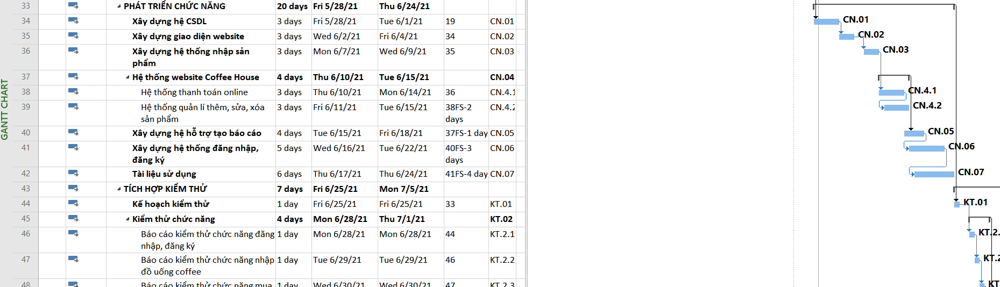 33 PHÁT TRIỂN CHỨC NĂNG 20 days Fri 5/28/21 Thu 6/24/21
34 Xây dựng hệ CSDL 3 days Fri 5/28/21 Tue 6/1/21 19 CN.01 CN.01
35 Xây dựng giao diện website 3 days Wed 6/2/21 Fri 6/4/21 34 CN.02 CN.02
36 Xây dựng hệ thống nhập sản 3 days Mon 6/7/21 Wed 6/9/21 35 CN.03 CN.03
phẩm
37 Hệ thống website Coffee House 4 days Thu 6/10/21 Tue 6/15/21 CN.04
38 Hệ thống thanh toán online 3 days Thu 6/10/21 Mon 6/14/21 36 CN.4.1 CN.4.1
39 Hệ thống quản lí thêm, sửa, xóa 3 days Fri 6/11/21 Tue 6/15/21 38FS-2 CN.4.2 CN.4.2
sản phẩm days
40 Xây dựng hệ hỗ trợ tạo báo cáo 4 days Tue 6/15/21 Fri 6/18/21 37FS-1 day CN.05 CN.05
41 Xây dựng hệ thống đăng nhập, 5 days Wed 6/16/21 Tue 6/22/21 40FS-3 CN.06 CN.06
đăng ký days
42 Tài liệu sử dụng 6 days Thu 6/17/21 Thu 6/24/21 41FS-4 day CN.07 CN.07
43 TÍCH HỢP KIỂM THỬ 7 days Fri 6/25/21 Mon 7/5/21
44 Kế hoạch kiểm thử 1 day Fri 6/25/21 Fri 6/25/21 33 KT.01 KT.01
45 Kiểm thử chức năng 4 days Mon 6/28/21 Thu 7/1/21 KT.02
46 Báo cáo kiểm thử chức năng đăng 1 day Mon 6/28/21 Mon 6/28/21 44 KT.2.1 KT.2.
nhập, đăng ký
47 Báo cáo kiểm thử chức năng nhập 1 day Tue 6/29/21 Tue 6/29/21 46 KT.2.2 KT.2
đồ uống coffee
48 Báo cáo kiểm thử chức năng mua 1 day Wed 6/30/21 Wed 6/30/21 47 KT.2.3 KT
GANTT CHART